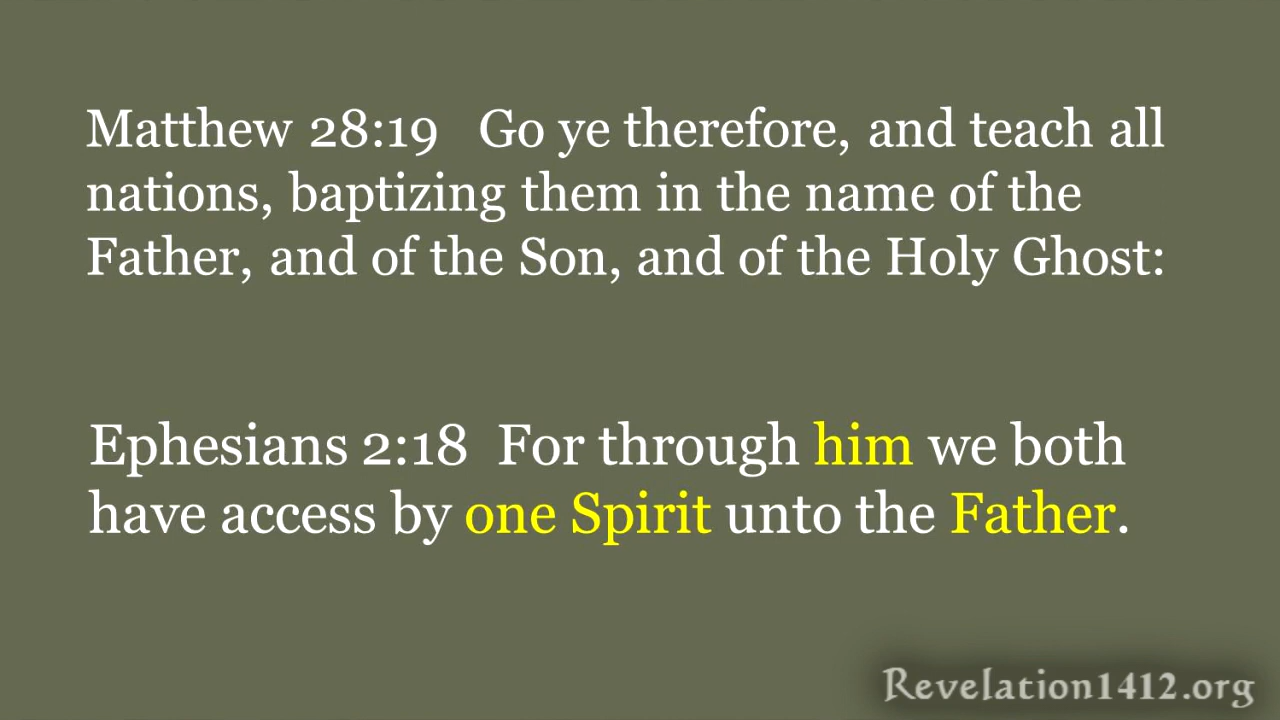 Matthew 28:19 Go ye therefore, and teach all
nations, baptizing them in the name of the
Father, and of the Son, and of the Holy Ghost:
Ephesians 2:18 For through him we both
have access by one Spirit unto the Father.
Revelation1412.org